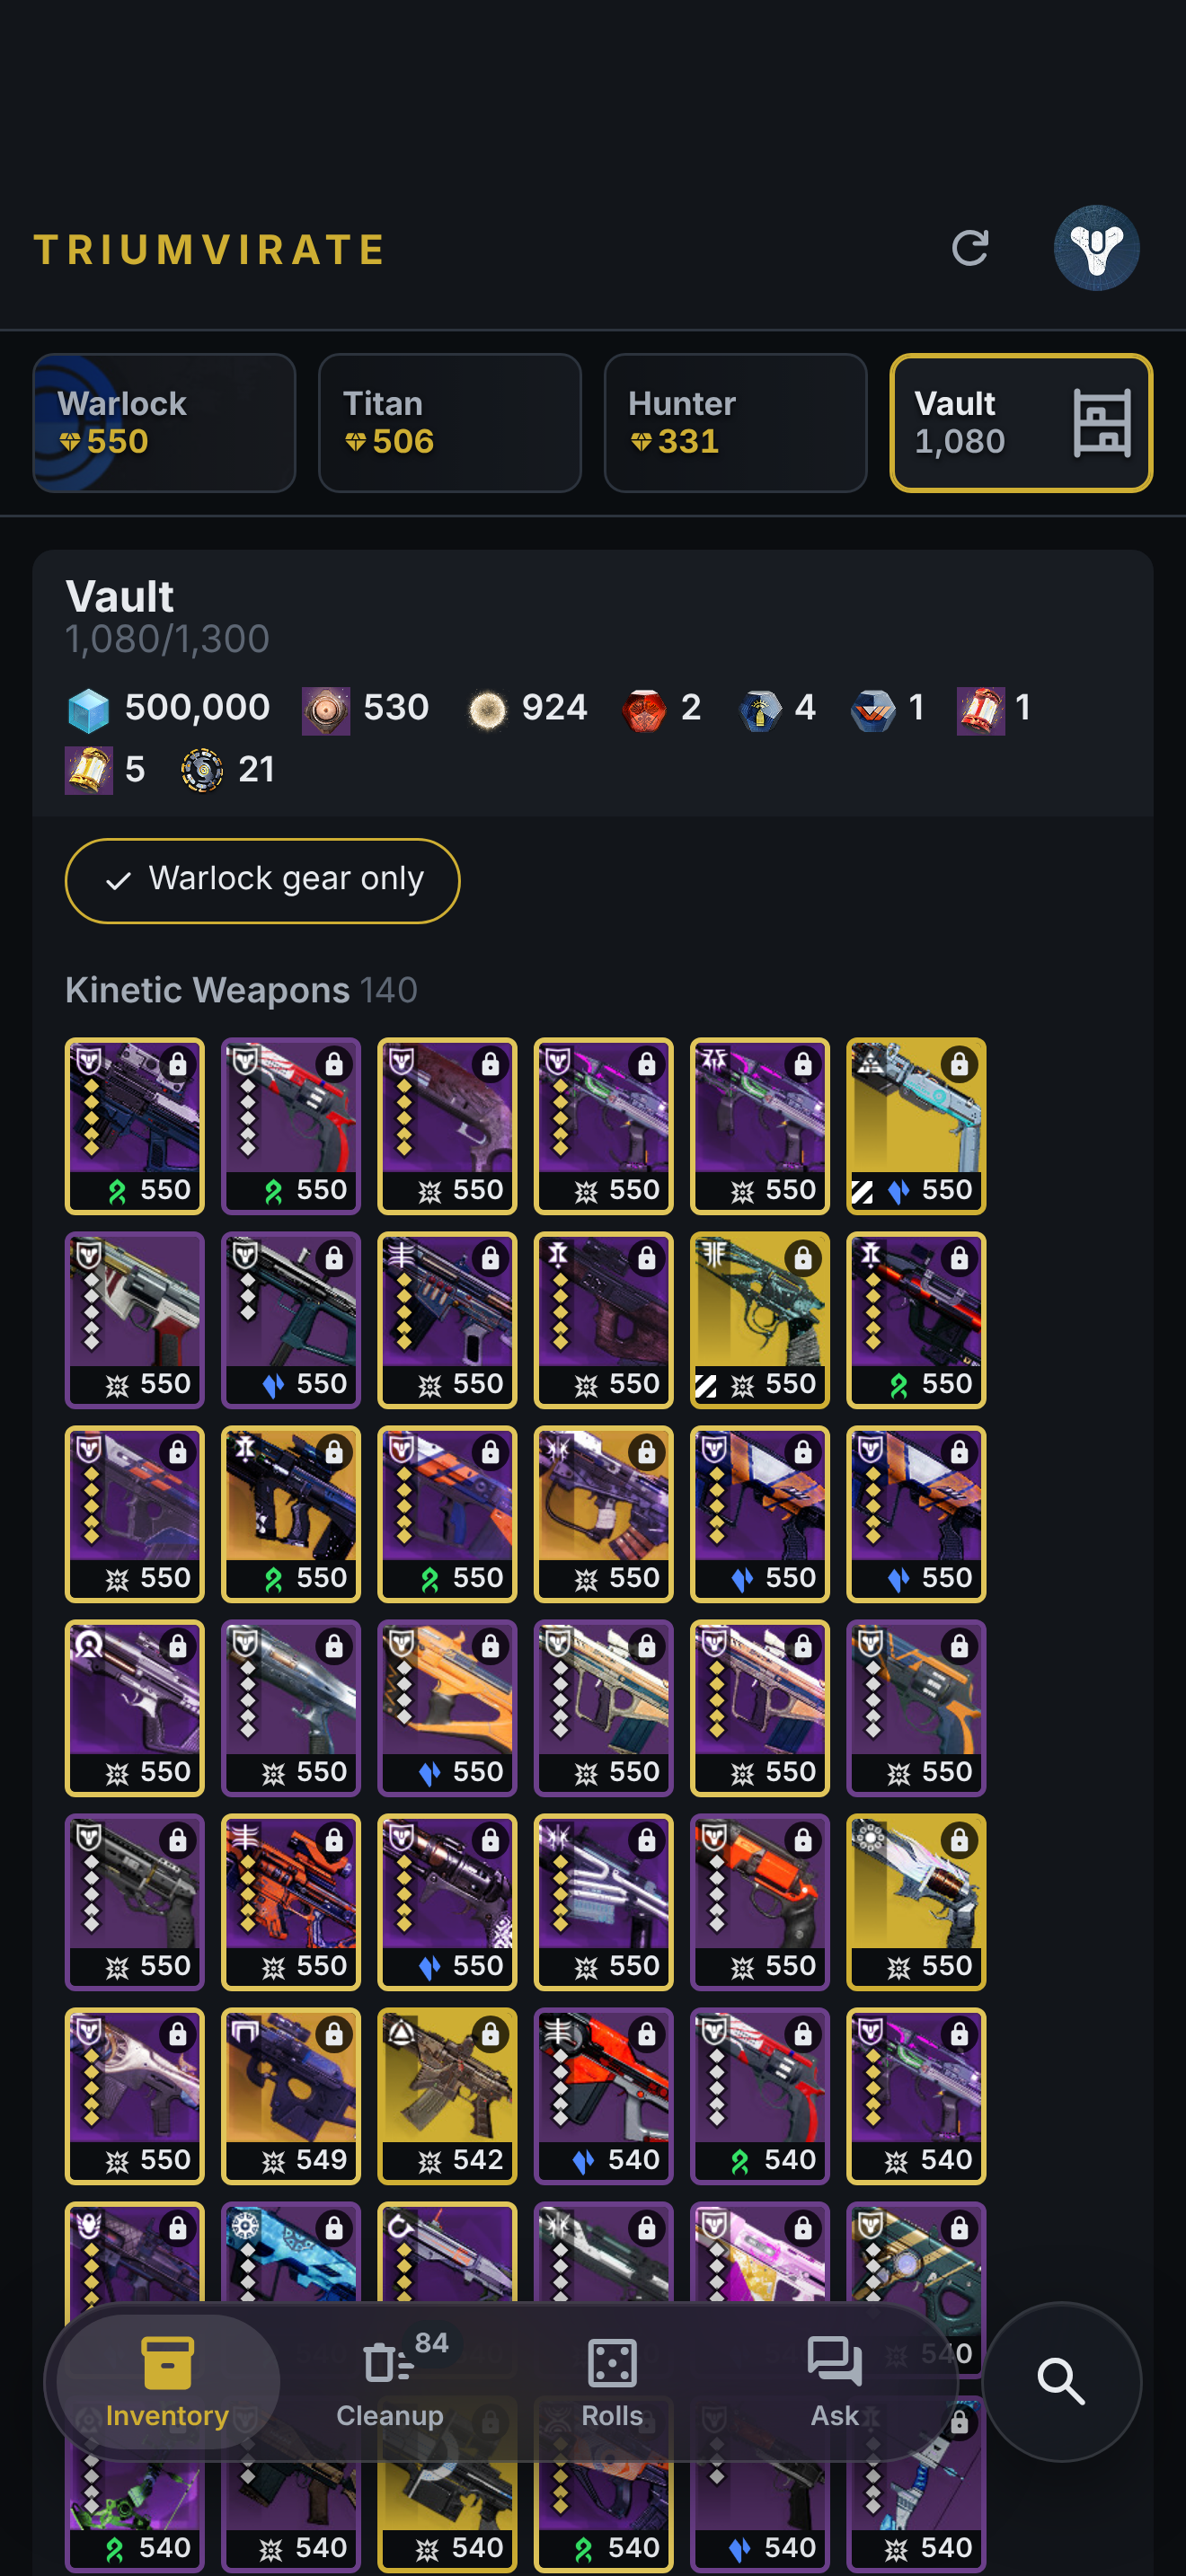 TRIUMVIRATE
Warlock
550
Titan
506
Hunter
331
Vault
1,080
Vault
1,080/1,300
500,000 530 924 2 4 1 1
5 21
Warlock gear only
Kinetic Weapons 140
550 550 550 550 550 550
550 550 550 550 550 550
550 550 550 550 550 550
550 550 550 550 550 550
550 550 550 550 550 550
550 549 542 540 540 540
540
84
Inventory Cleanup Rolls Ask
540 540 540 540 540 540